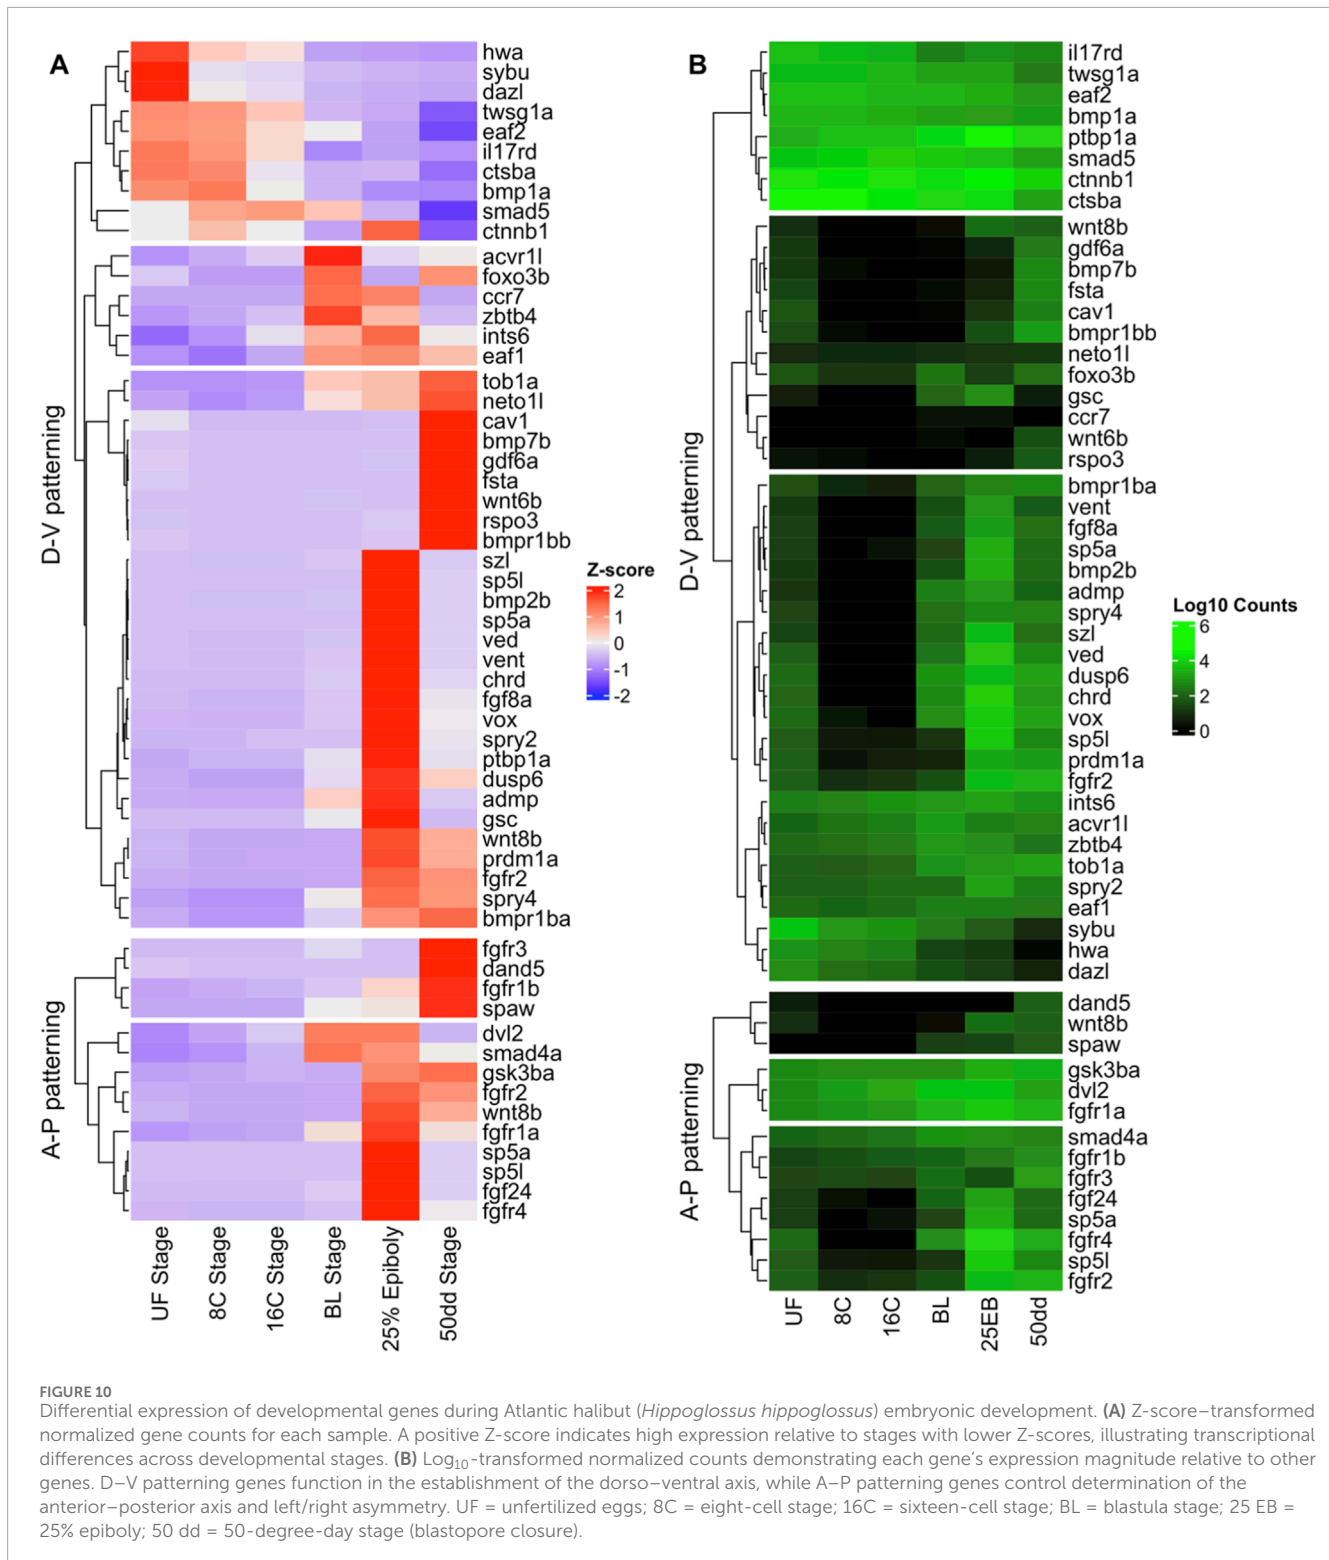 A
hwa
sybu
dazl
twsg1a
eaf2
il17rd
ctsba
bmp1a
smad5
ctnnb1
acvr1l
foxo3b
ccr7
zbtb4
ints6
eaf1
tob1a
neto1l
cav1
bmp7b
gdf6a
fsta
wnt6b
rspo3
bmpr1bb
szl
sp5l
bmp2b
sp5a
ved
vent
chrd
fgf8a
vox
spry2
ptbp1a
dusp6
admp
gsc
wnt8b
prdm1a
fgfr2
spry4
bmpr1ba
D-V patterning
fgfr3
dand5
fgfr1b
spaw
dvl2
smad4a
gsk3ba
fgfr2
wnt8b
fgfr1a
sp5a
sp5l
fgf24
fgfr4
A-P patterning
UF Stage
8C Stage
16C Stage
BL Stage
25% Epiboly
50dd Stage
Z-score
2
1
0
-1
-2
B
il17rd
twsg1a
eaf2
bmp1a
ptbp1a
smad5
ctnnb1
ctsba
wnt8b
gdf6a
bmp7b
fsta
cav1
bmpr1bb
neto1l
foxo3b
gsc
ccr7
wnt6b
rspo3
bmpr1ba
vent
fgf8a
sp5a
bmp2b
admp
spry4
szl
ved
dusp6
chrd
vox
sp5l
prdm1a
fgfr2
ints6
acvr1l
zbtb4
tob1a
spry2
eaf1
sybu
hwa
dazl
D-V patterning
dand5
wnt8b
spaw
gsk3ba
dvl2
fgfr1a
smad4a
fgfr1b
fgfr3
fgf24
sp5a
fgfr4
sp5l
fgfr2
A-P patterning
UF
8C
16C
BL
25EB
50dd
Log10 Counts
6
4
2
0
FIGURE 10
Differential expression of developmental genes during Atlantic halibut (Hippoglossus hippoglossus) embryonic development. (A) Z-score–transformed
normalized gene counts for each sample. A positive Z-score indicates high expression relative to stages with lower Z-scores, illustrating transcriptional
differences across developmental stages. (B) Log₁₀-transformed normalized counts demonstrating each gene's expression magnitude relative to other
genes. D–V patterning genes function in the establishment of the dorso–ventral axis, while A–P patterning genes control determination of the
anterior–posterior axis and left/right asymmetry. UF = unfertilized eggs; 8C = eight-cell stage; 16C = sixteen-cell stage; BL = blastula stage; 25 EB =
25% epiboly; 50 dd = 50-degree-day stage (blastopore closure).